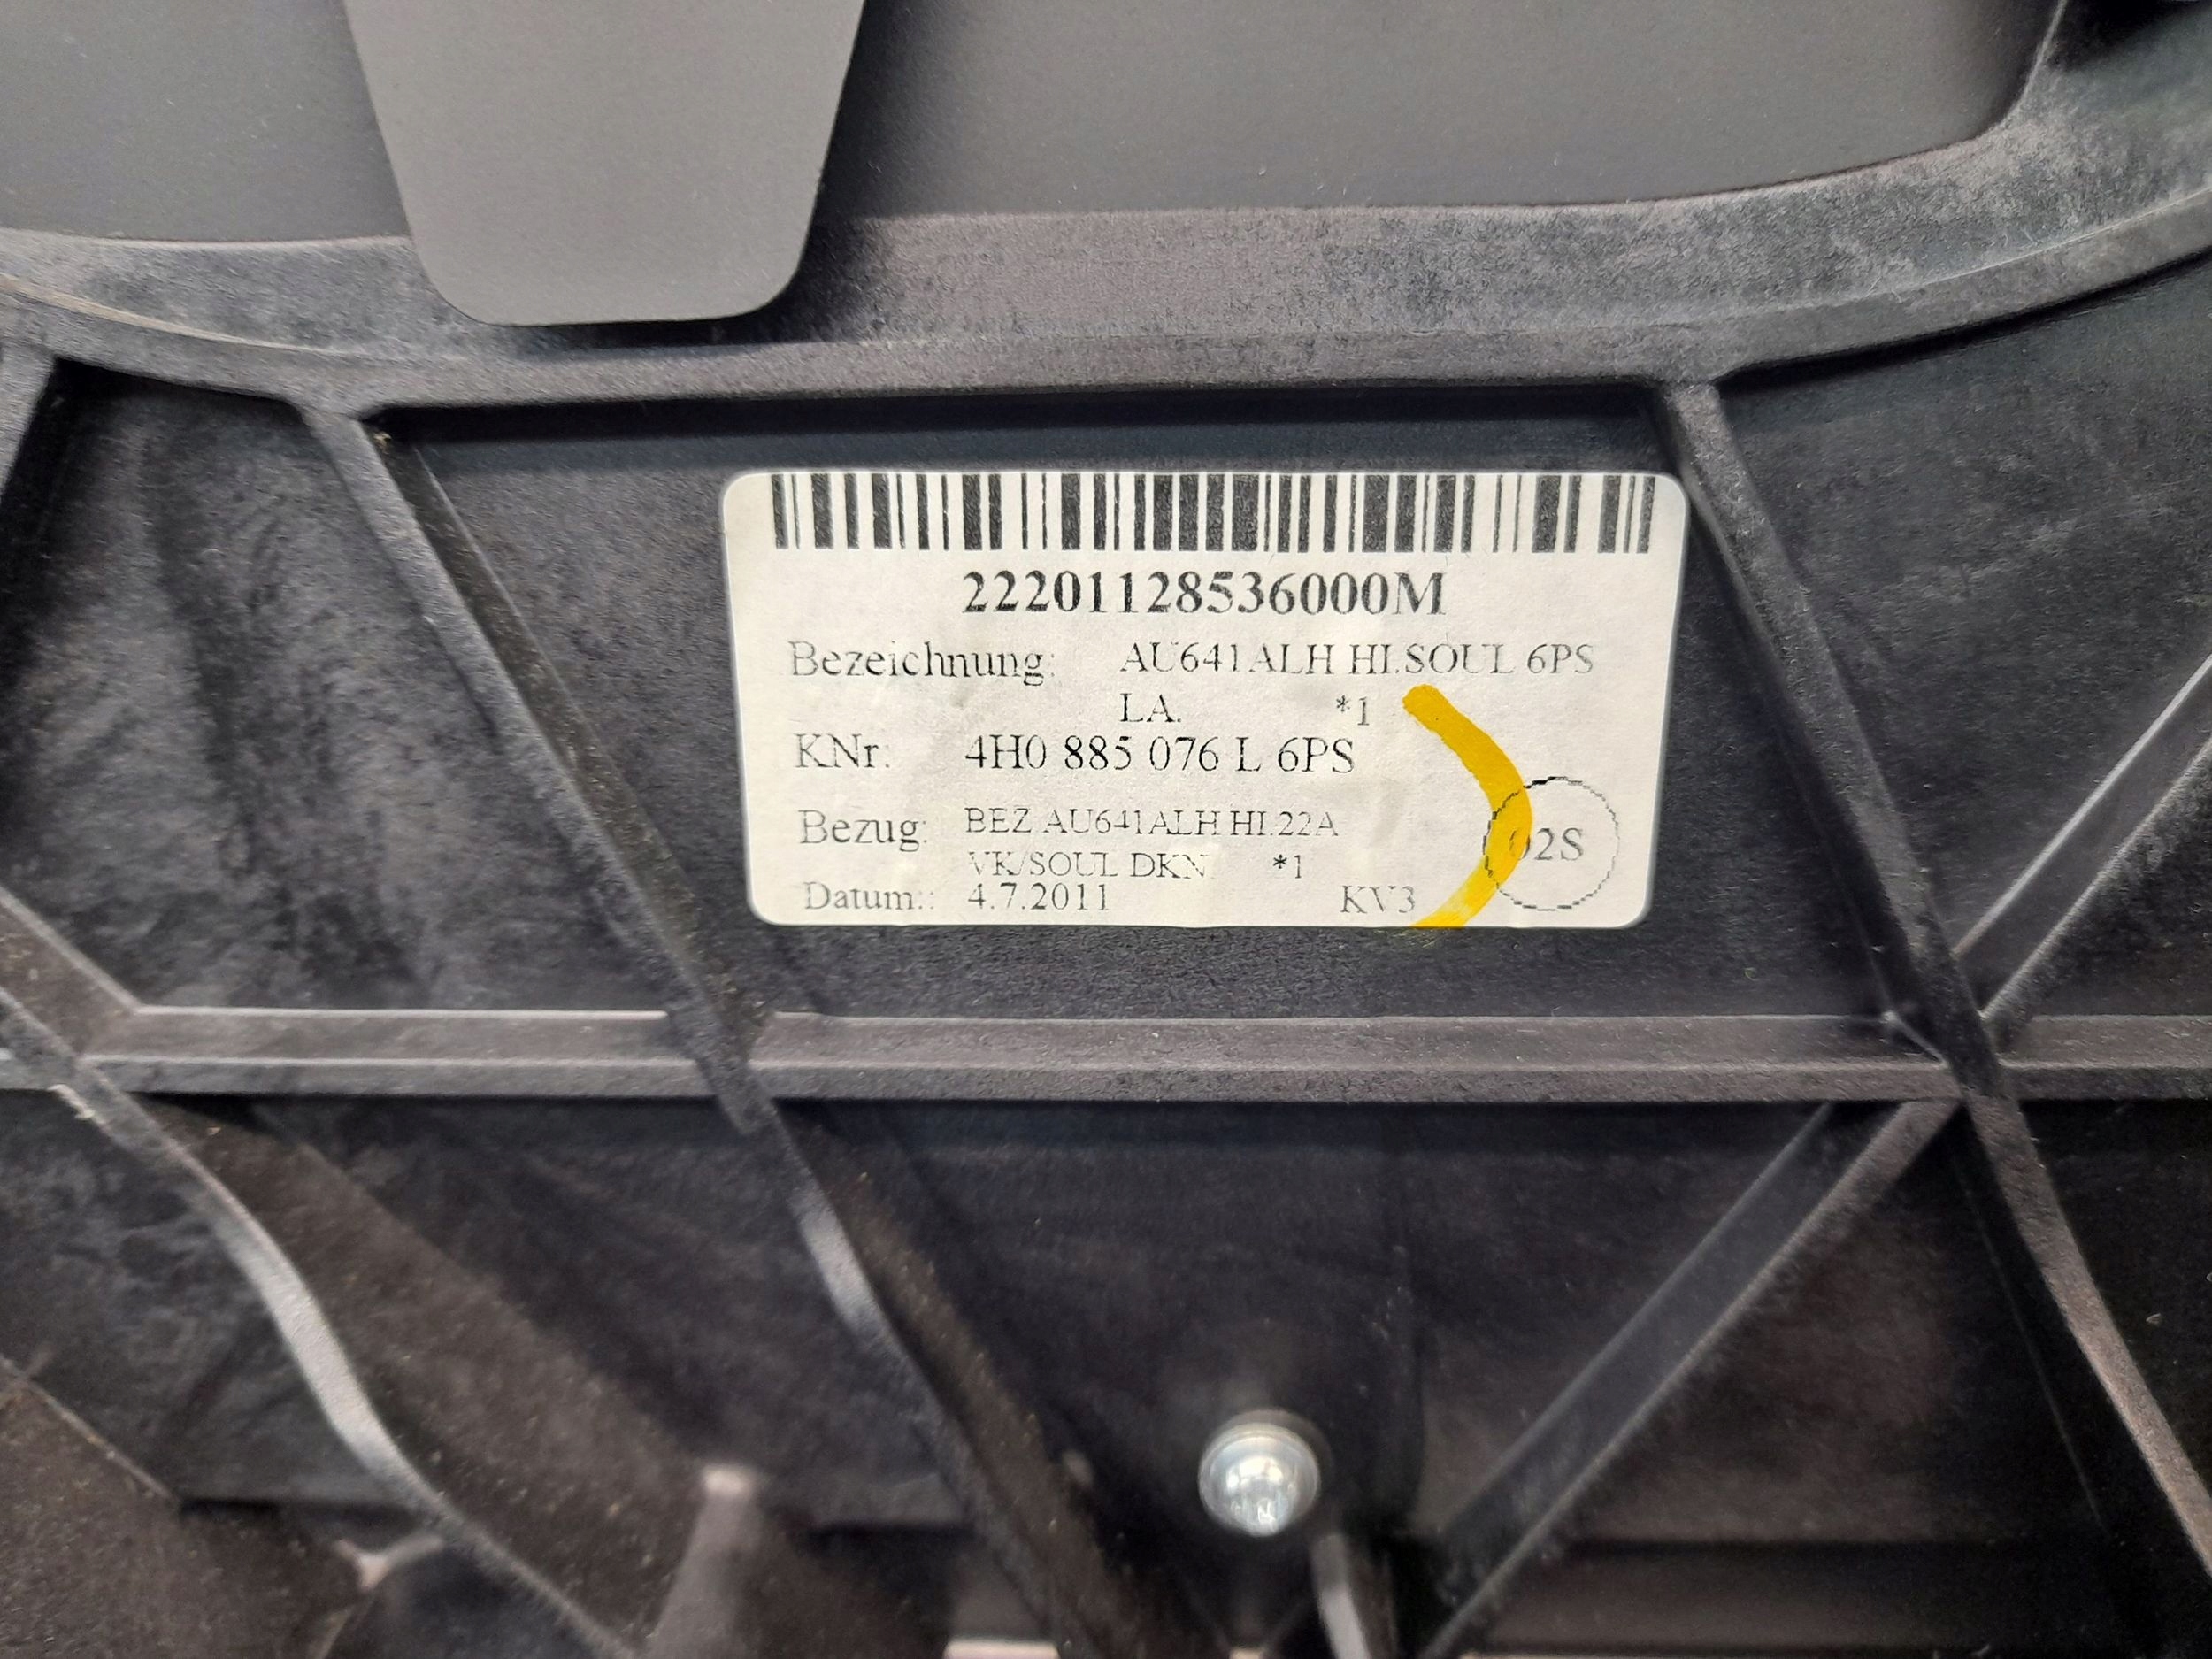 22201128536000M
Bezeichnung: AU641ALH HI.SOUL 6PS
LA. *1
KNr: 4H0 885 076 L 6PS
Bezug: BEZ AU641ALH HI.22A
VK/SOUL DKN *1
02S
Datum:: 4.7.2011 KV3